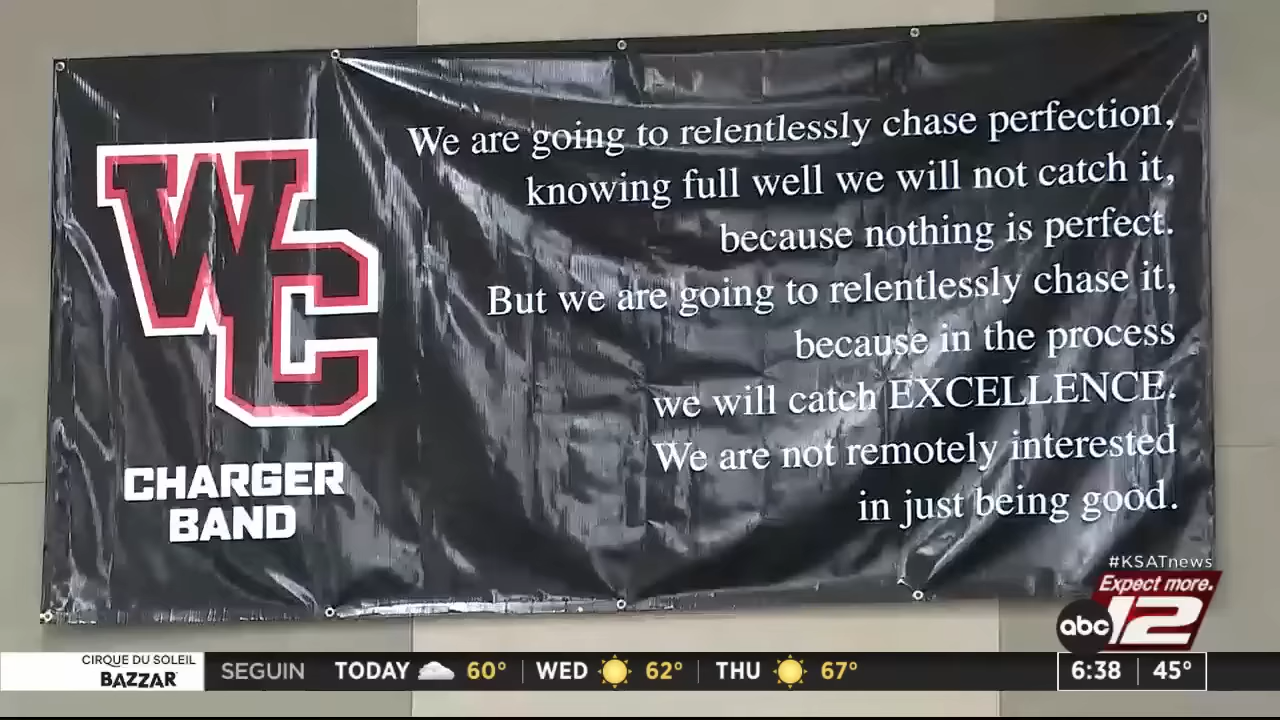 We are going to relentlessly chase perfection,
knowing full well we will not catch it,
because nothing is perfect.
But we are going to relentlessly chase it,
because in the process
we will catch EXCELLENCE.
We are not remotely interested
in just being good.
WC
CHARGER
BAND
#KSATnews
Expect more.
abc 12
CIRQUE DU SOLEIL
BAZZAR
SEGUIN TODAY 60° WED 62° THU 67°
6:38 45°